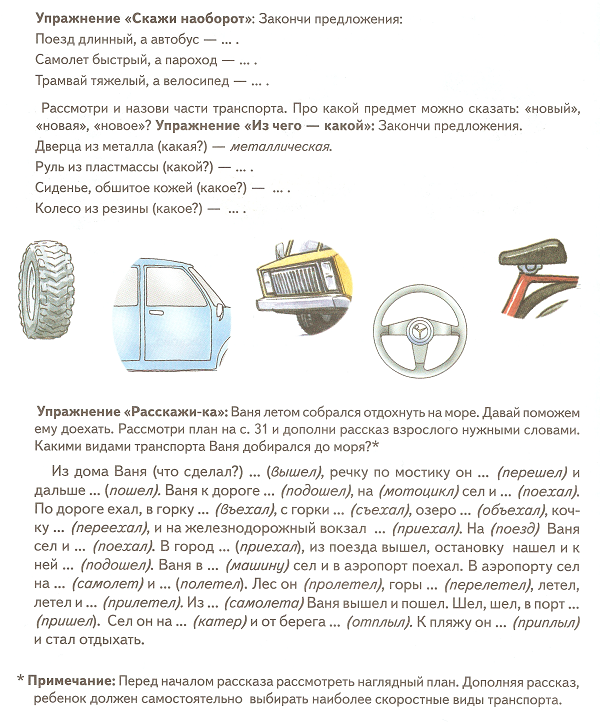 Упражнение «Скажи наоборот»: Закончи предложения:
Поезд длинный, а автобус — ... .
Самолет быстрый, а пароход — ... .
Трамвай тяжелый, а велосипед — ... .
Рассмотри и назови части транспорта. Про какой предмет можно сказать: «новый»,
«новая», «новое»? Упражнение «Из чего — какой»: Закончи предложения.
Дверца из металла (какая?) — металлическая.
Руль из пластмассы (какой?) — ... .
Сиденье, обшитое кожей (какое?) — ... .
Колесо из резины (какое?) — ... .
Упражнение «Расскажи-ка»: Ваня летом собрался отдохнуть на море. Давай поможем
ему доехать. Рассмотри план на с. 31 и дополни рассказ взрослого нужными словами.
Какими видами транспорта Ваня добирался до моря?*
Из дома Ваня (что сделал?) ... (вышел), речку по мостику он ... (перешел) и
дальше ... (пошел). Ваня к дороге ... (подошел), на (мотоцикл) сел и ... (поехал).
По дороге ехал, в горку ... (въехал), с горки ... (съехал), озеро ... (объехал), коч-
ку ... (переехал), и на железнодорожный вокзал ... (приехал). На (поезд) Ваня
сел и ... (поехал). В город ... (приехал), из поезда вышел, остановку нашел и к
ней ... (подошел). Ваня в ... (машину) сел и в аэропорт поехал. В аэропорту сел
на ... (самолет) и ... (полетел). Лес он (пролетел), горы ... (перелетел), летел,
летел и ... (прилетел). Из ... (самолета) Ваня вышел и пошел. Шел, шел, в порт ...
(пришел). Сел он на ... (катер) и от берега ... (отплыл). К пляжу он ... (приплыл)
и стал отдыхать.
* Примечание: Перед началом рассказа рассмотреть наглядный план. Дополняя рассказ,
ребенок должен самостоятельно выбирать наиболее скоростные виды транспорта.